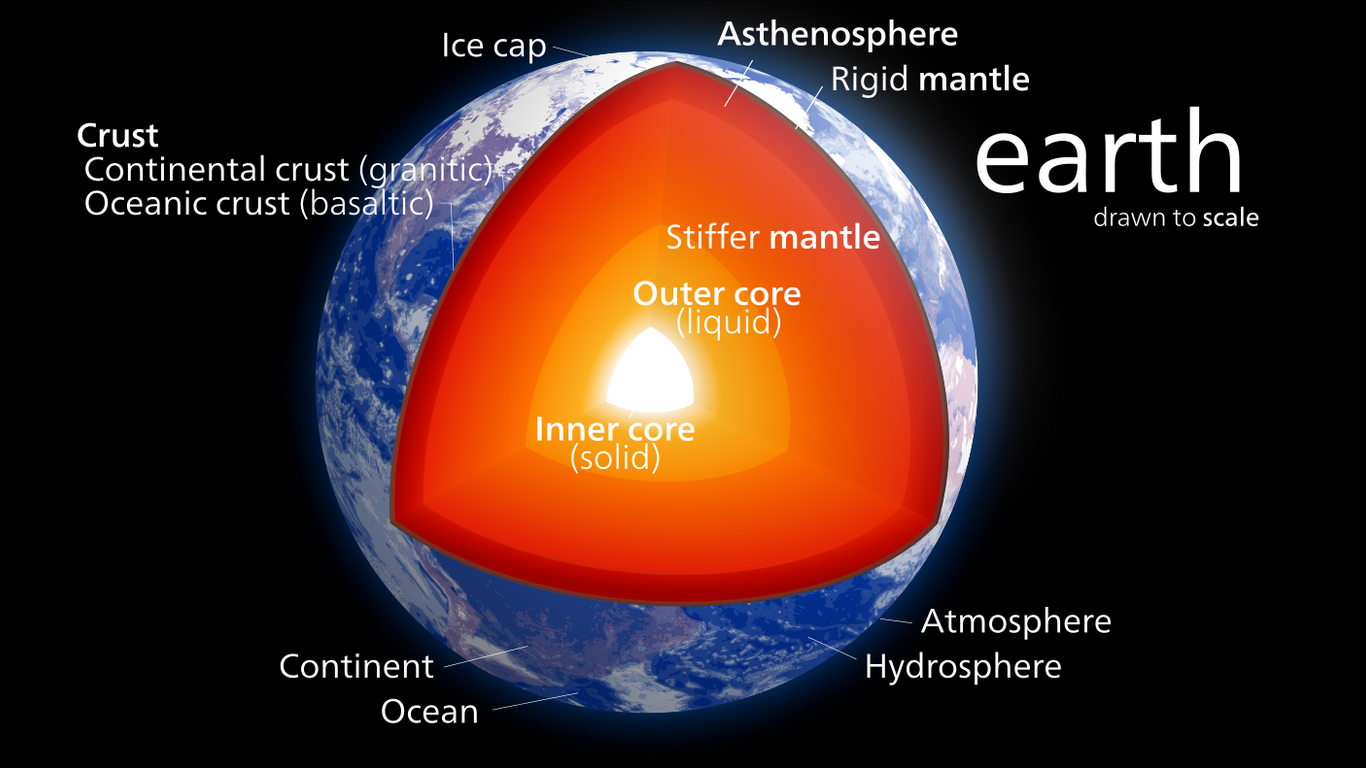 Ice cap
Asthenosphere
Rigid mantle
earth
drawn to scale
Crust
Continental crust (granitic)
Oceanic crust (basaltic)
Stiffer mantle
Outer core
(liquid)
Inner core
(solid)
Atmosphere
Hydrosphere
Continent
Ocean